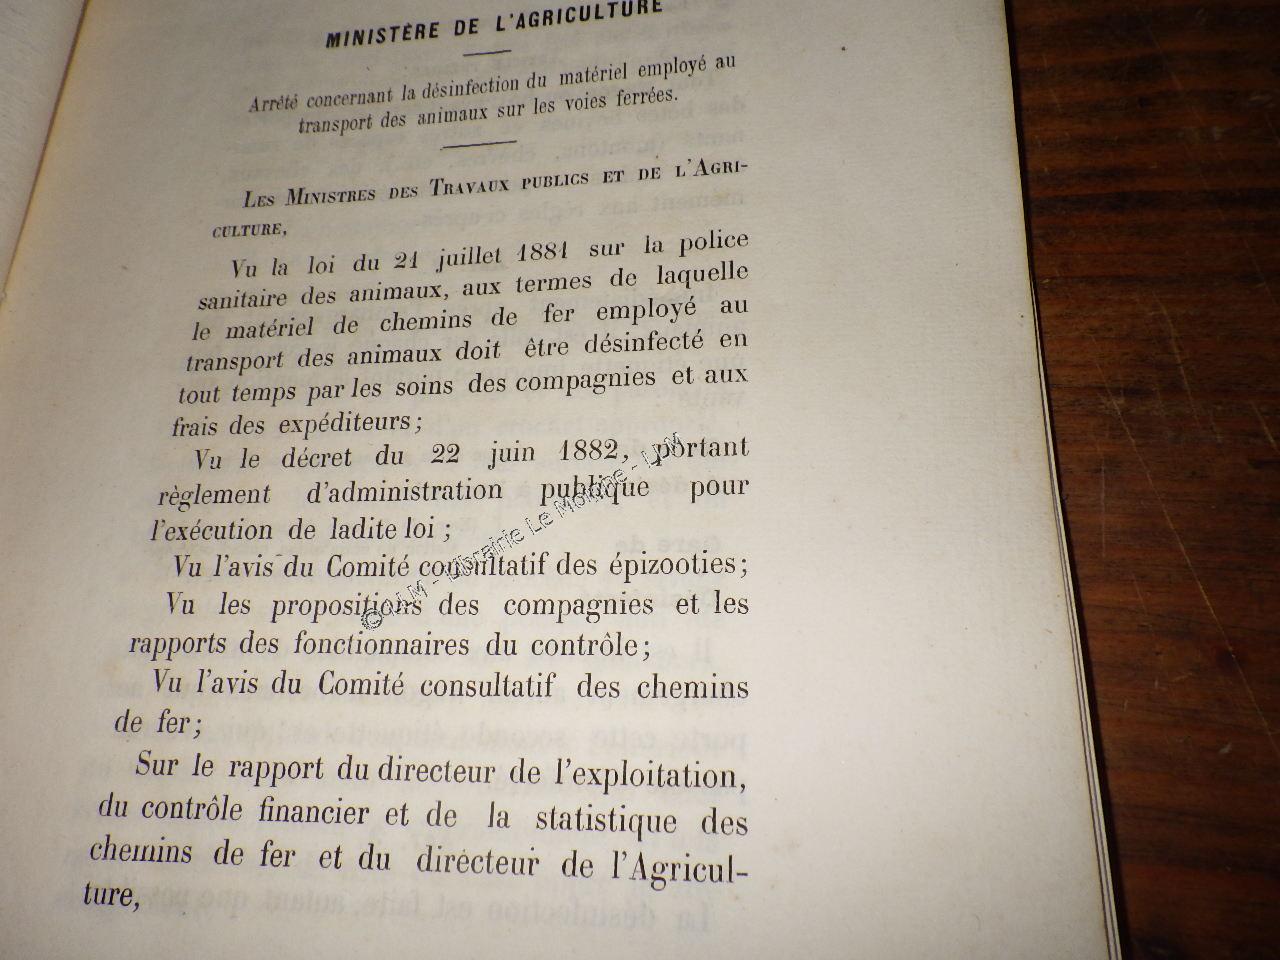 MINISTÈRE DE L'AGRICULTURE
Arrêté concernant la désinfection du matériel employé au
transport des animaux sur les voies ferrées.
Les Ministres des Travaux publics et de l'Agri-
culture,
Vu la loi du 21 juillet 1881 sur la police
sanitaire des animaux, aux termes de laquelle
le matériel de chemins de fer employé au
transport des animaux doit être désinfecté en
tout temps par les soins des compagnies et aux
frais des expéditeurs;
Vu le décret du 22 juin 1882, portant
règlement d'administration publique pour
l'exécution de ladite loi;
Vu l'avis du Comité consultatif des épizooties;
Vu les propositions des compagnies et les
rapports des fonctionnaires du contrôle;
Vu l'avis du Comité consultatif des chemins
de fer;
Sur le rapport du directeur de l'exploitation,
du contrôle financier et de la statistique des
chemins de fer et du directeur de l'Agricul-
ture,
Librairie Le Moigne - LLM